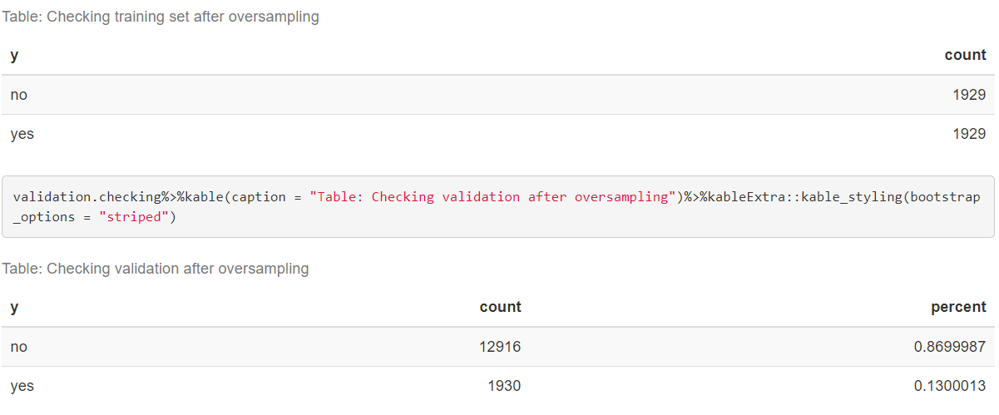 Table: Checking training set after oversampling
y count
no 1929
yes 1929
validation.checking%>%kable(caption = "Table: Checking validation after oversampling")%>%kableExtra::kable_styling(bootstrap
_options = "striped")
Table: Checking validation after oversampling
y count percent
no 12916 0.8699987
yes 1930 0.1300013